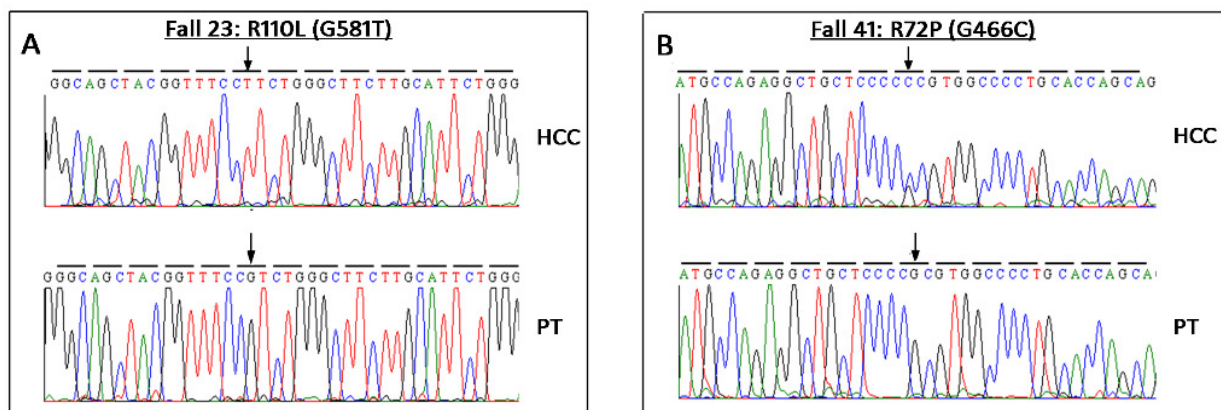 A
Fall 23: R110L (G581T)
GGCAGCTACGGTTTCCTTCTGGGCTTCTTGCATTCTGGG
HCC
GGGCAGCTACGGTTTCCGTCTGGGCTTCTTGCATTCTGGG
PT
B
Fall 41: R72P (G466C)
ATGCCAGAGGCTGCTCCCCCCGTGGCCCCTGCACCAGCAG
HCC
ATGCCAGAGGCTGCTCCCCGCGTGGCCCCTGCACCAGCA
PT